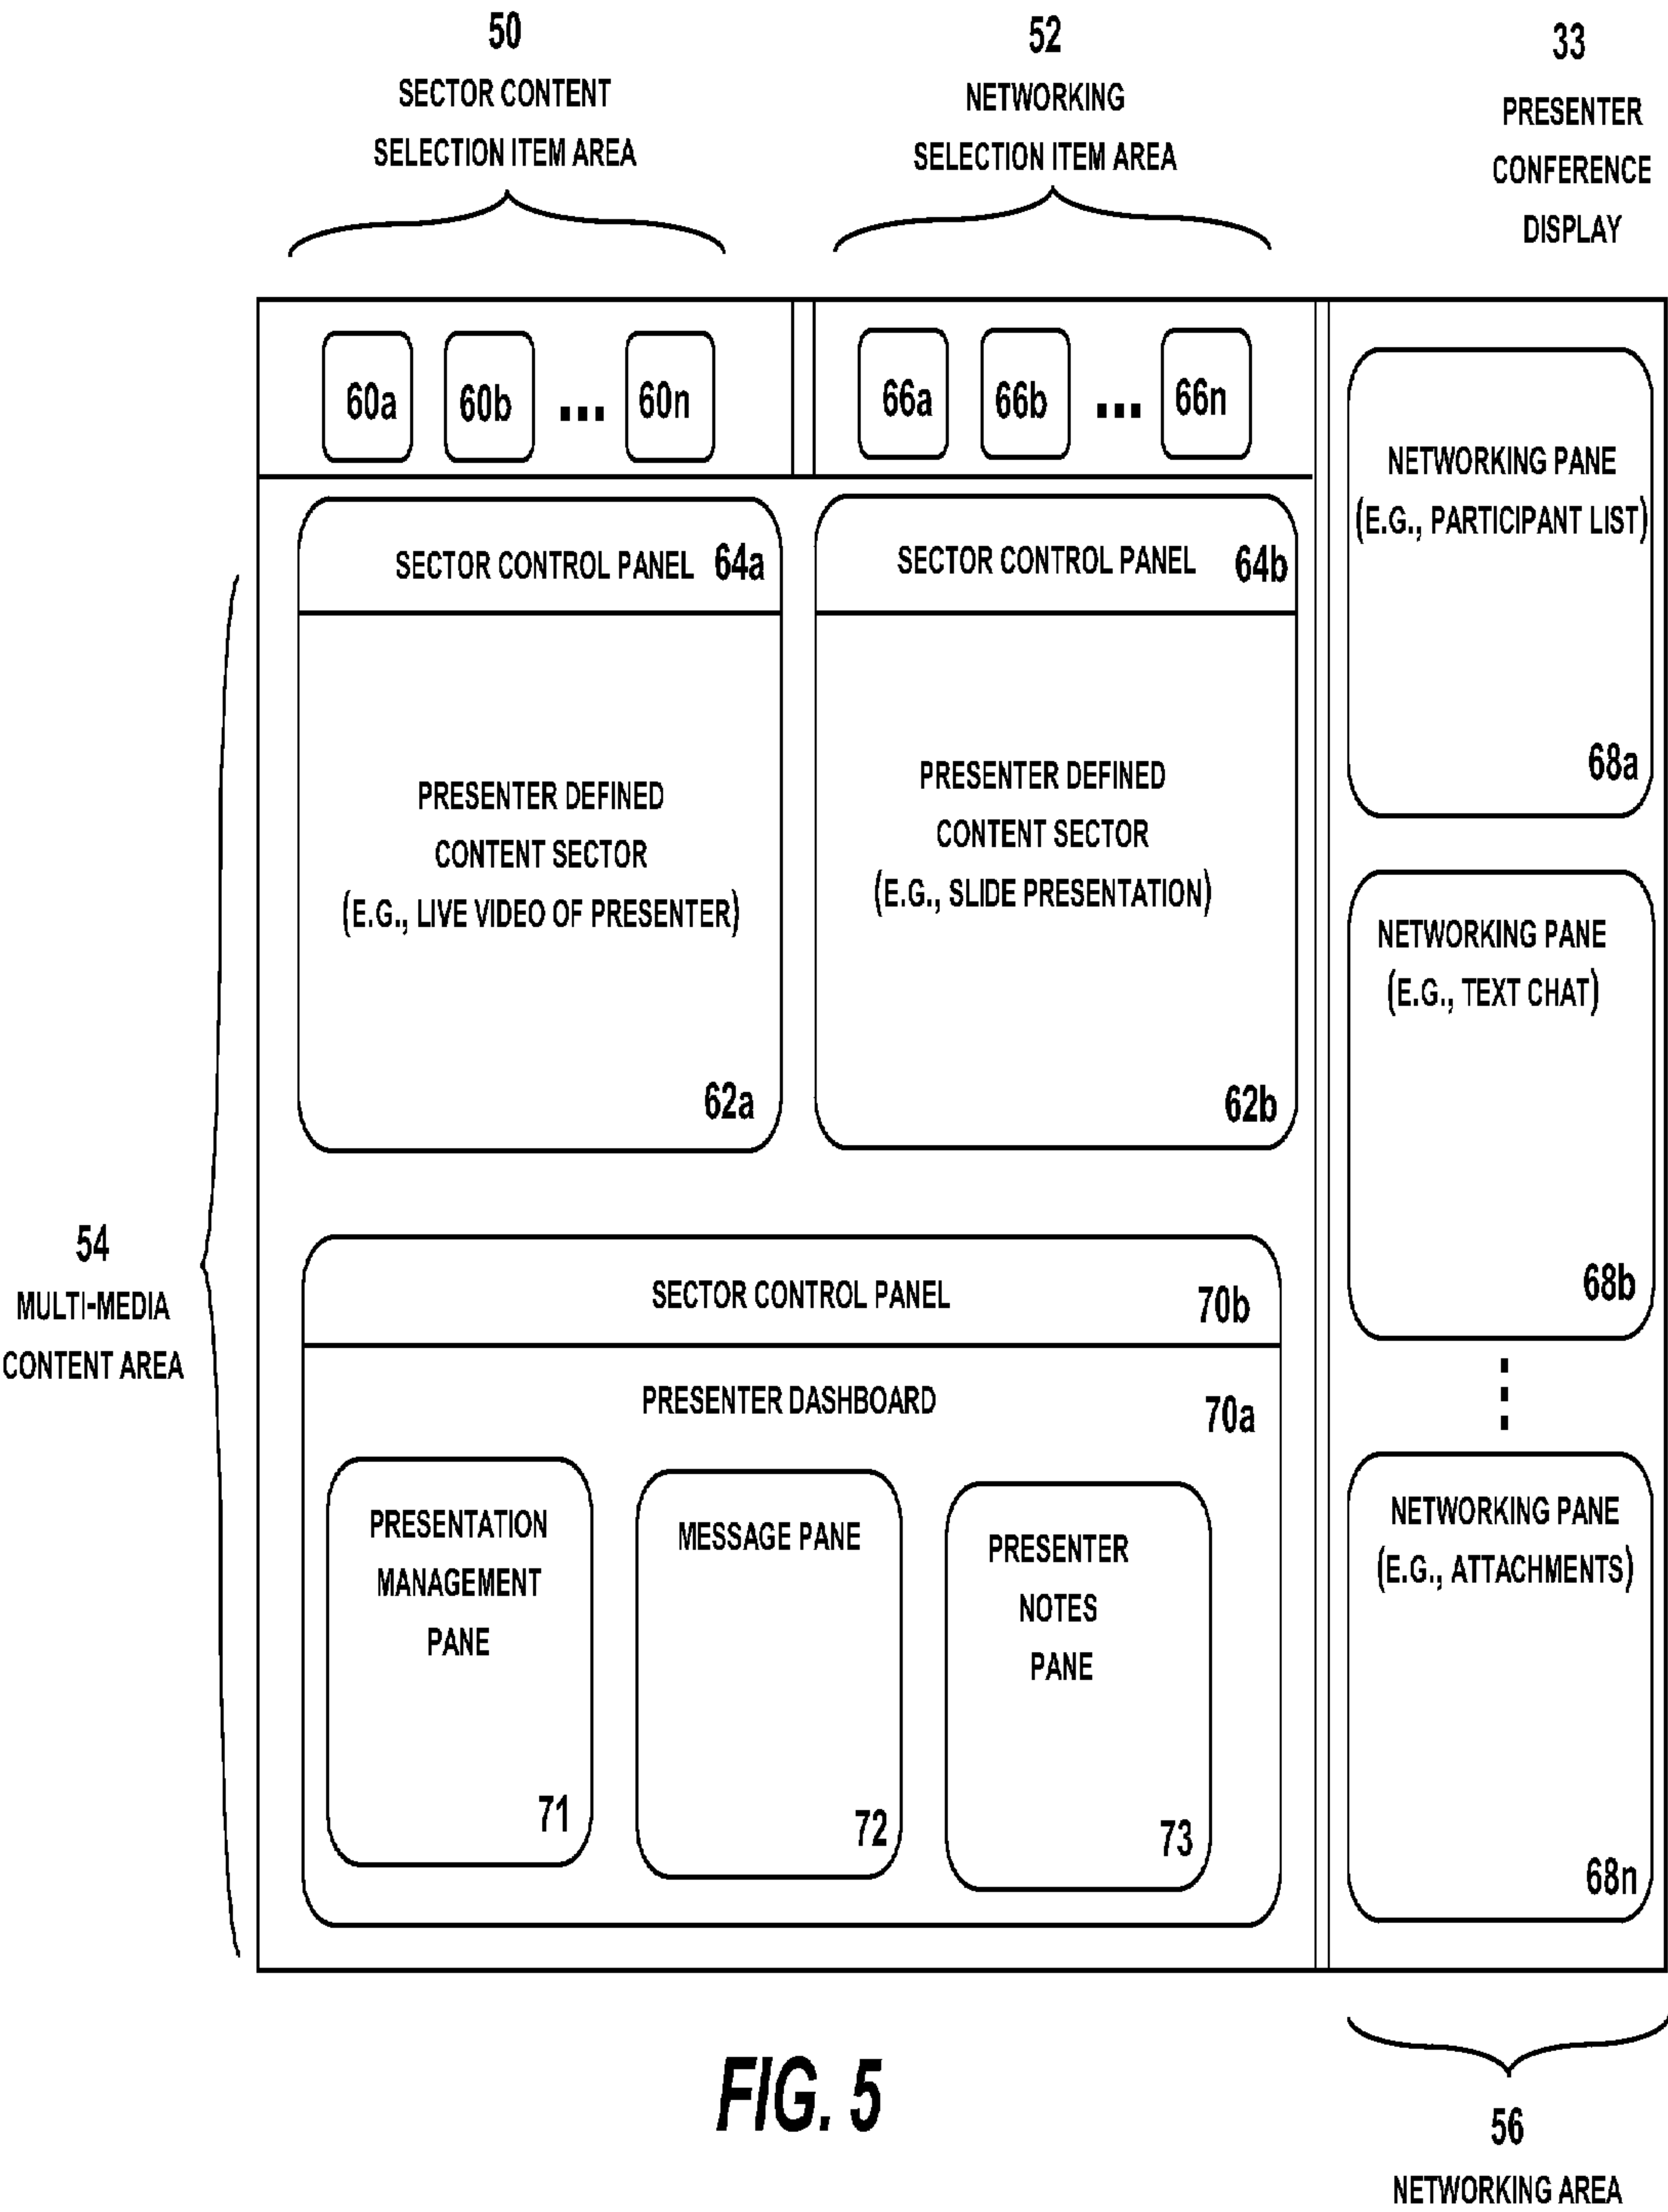 50
SECTOR CONTENT
SELECTION ITEM AREA
52
NETWORKING
SELECTION ITEM AREA
33
PRESENTER
CONFERENCE
DISPLAY
60a 60b ... 60n
66a 66b ... 66n
SECTOR CONTROL PANEL 64a
PRESENTER DEFINED
CONTENT SECTOR
(E.G., LIVE VIDEO OF PRESENTER)
62a
SECTOR CONTROL PANEL 64b
PRESENTER DEFINED
CONTENT SECTOR
(E.G., SLIDE PRESENTATION)
62b
NETWORKING PANE
(E.G., PARTICIPANT LIST)
68a
NETWORKING PANE
(E.G., TEXT CHAT)
68b
NETWORKING PANE
(E.G., ATTACHMENTS)
68n
54
MULTI-MEDIA
CONTENT AREA
SECTOR CONTROL PANEL 70b
PRESENTER DASHBOARD 70a
PRESENTATION
MANAGEMENT
PANE
71
MESSAGE PANE
72
PRESENTER
NOTES
PANE
73
FIG. 5
56
NETWORKING AREA